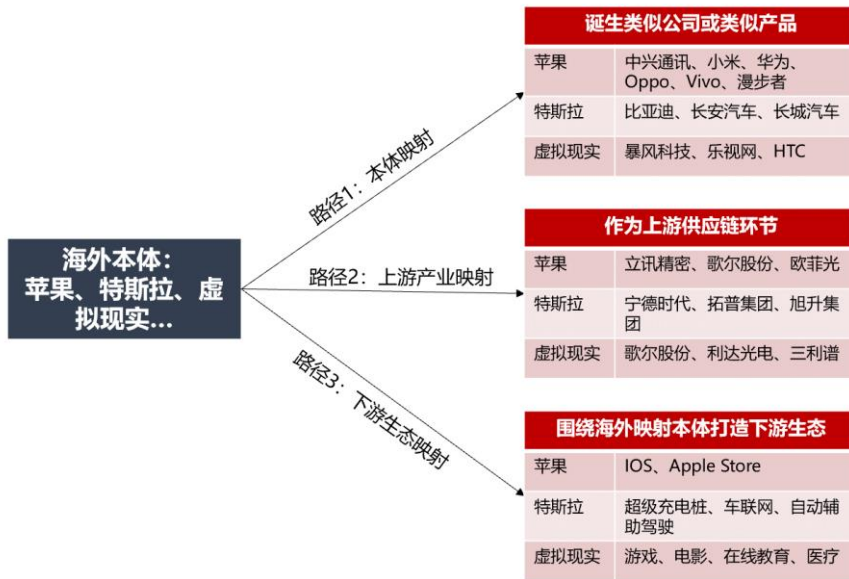 海外本体：
苹果、特斯拉、虚
拟现实...
路径1：本体映射
路径2：上游产业映射
路径3：下游生态映射
诞生类似公司或类似产品
苹果
中兴通讯、小米、华为、
Oppo、Vivo、漫步者
特斯拉
比亚迪、长安汽车、长城汽车
虚拟现实
暴风科技、乐视网、HTC
作为上游供应链环节
苹果
立讯精密、歌尔股份、欧菲光
特斯拉
宁德时代、拓普集团、旭升集
团
虚拟现实
歌尔股份、利达光电、三利谱
围绕海外映射本体打造下游生态
苹果
IOS、Apple Store
特斯拉
超级充电桩、车联网、自动辅
助驾驶
虚拟现实
游戏、电影、在线教育、医疗